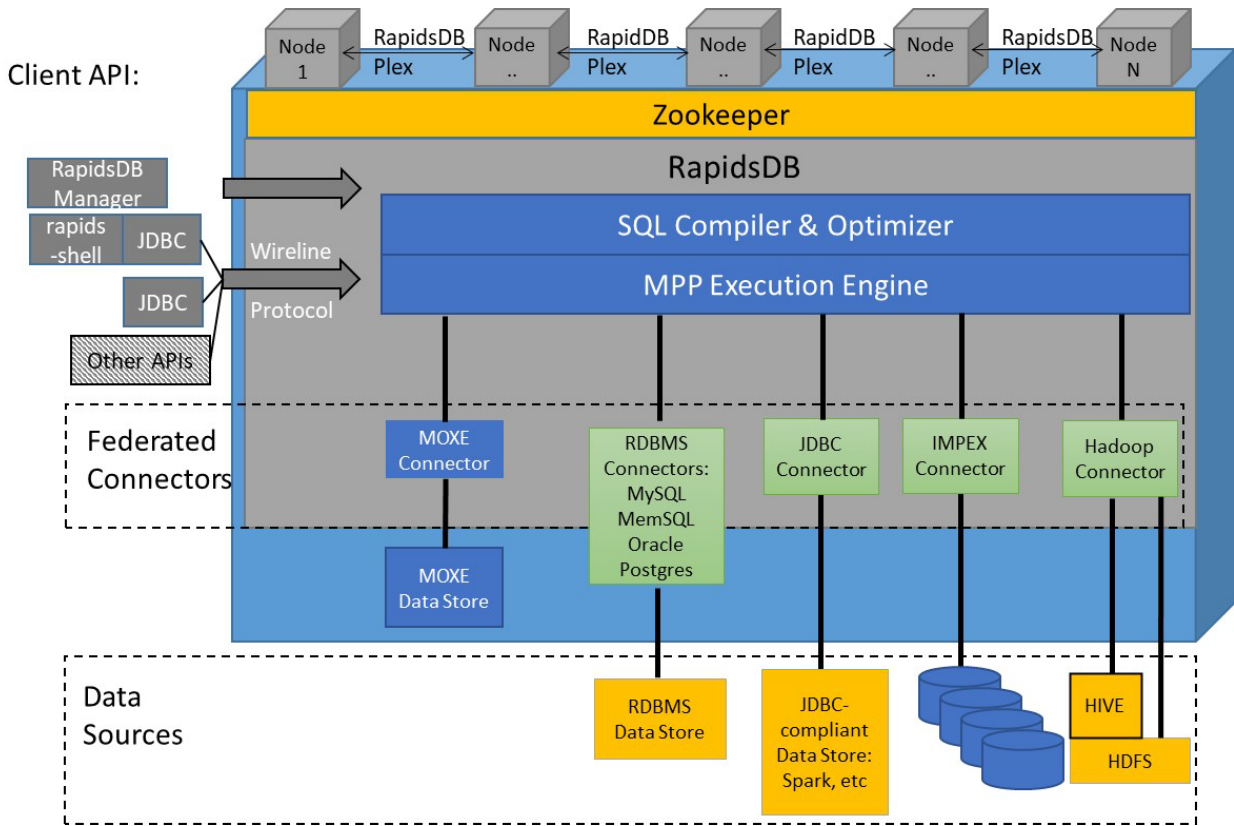 Node
1
RapidsDB
Plex
Node
..
RapidDB
Plex
Node
..
RapidDB
Plex
Node
..
RapidsDB
Plex
Node
N
Client API:
Zookeeper
RapidsDB
RapidsDB
Manager
rapids
-shell
JDBC
JDBC
Other APIs
Wireline
Protocol
SQL Compiler & Optimizer
MPP Execution Engine
Federated
Connectors
MOXE
Connector
RDBMS
Connectors:
MySQL
MemSQL
Oracle
Postgres
JDBC
Connector
IMPEX
Connector
Hadoop
Connector
MOXE
Data Store
Data
Sources
RDBMS
Data Store
JDBC-
compliant
Data Store:
Spark, etc
HIVE
HDFS